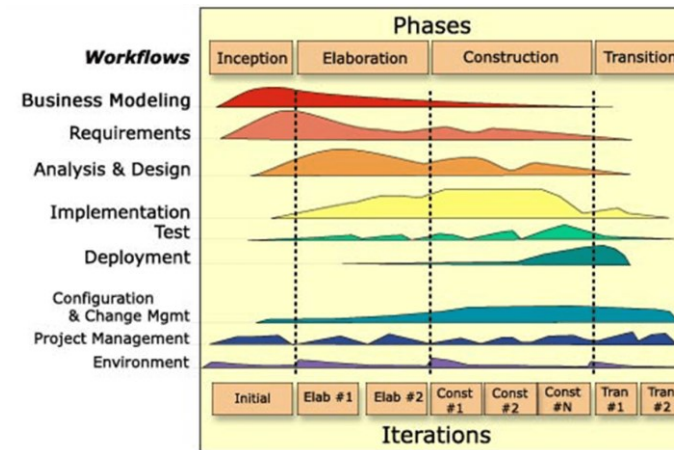 Phases
Workflows
Inception
Elaboration
Construction
Transition
Business Modeling
Requirements
Analysis & Design
Implementation
Test
Deployment
Configuration
& Change Mgmt
Project Management
Environment
Initial
Elab #1
Elab #2
Const
#1
Const
#2
Const
#N
Tran
#1
Tran
#2
Iterations